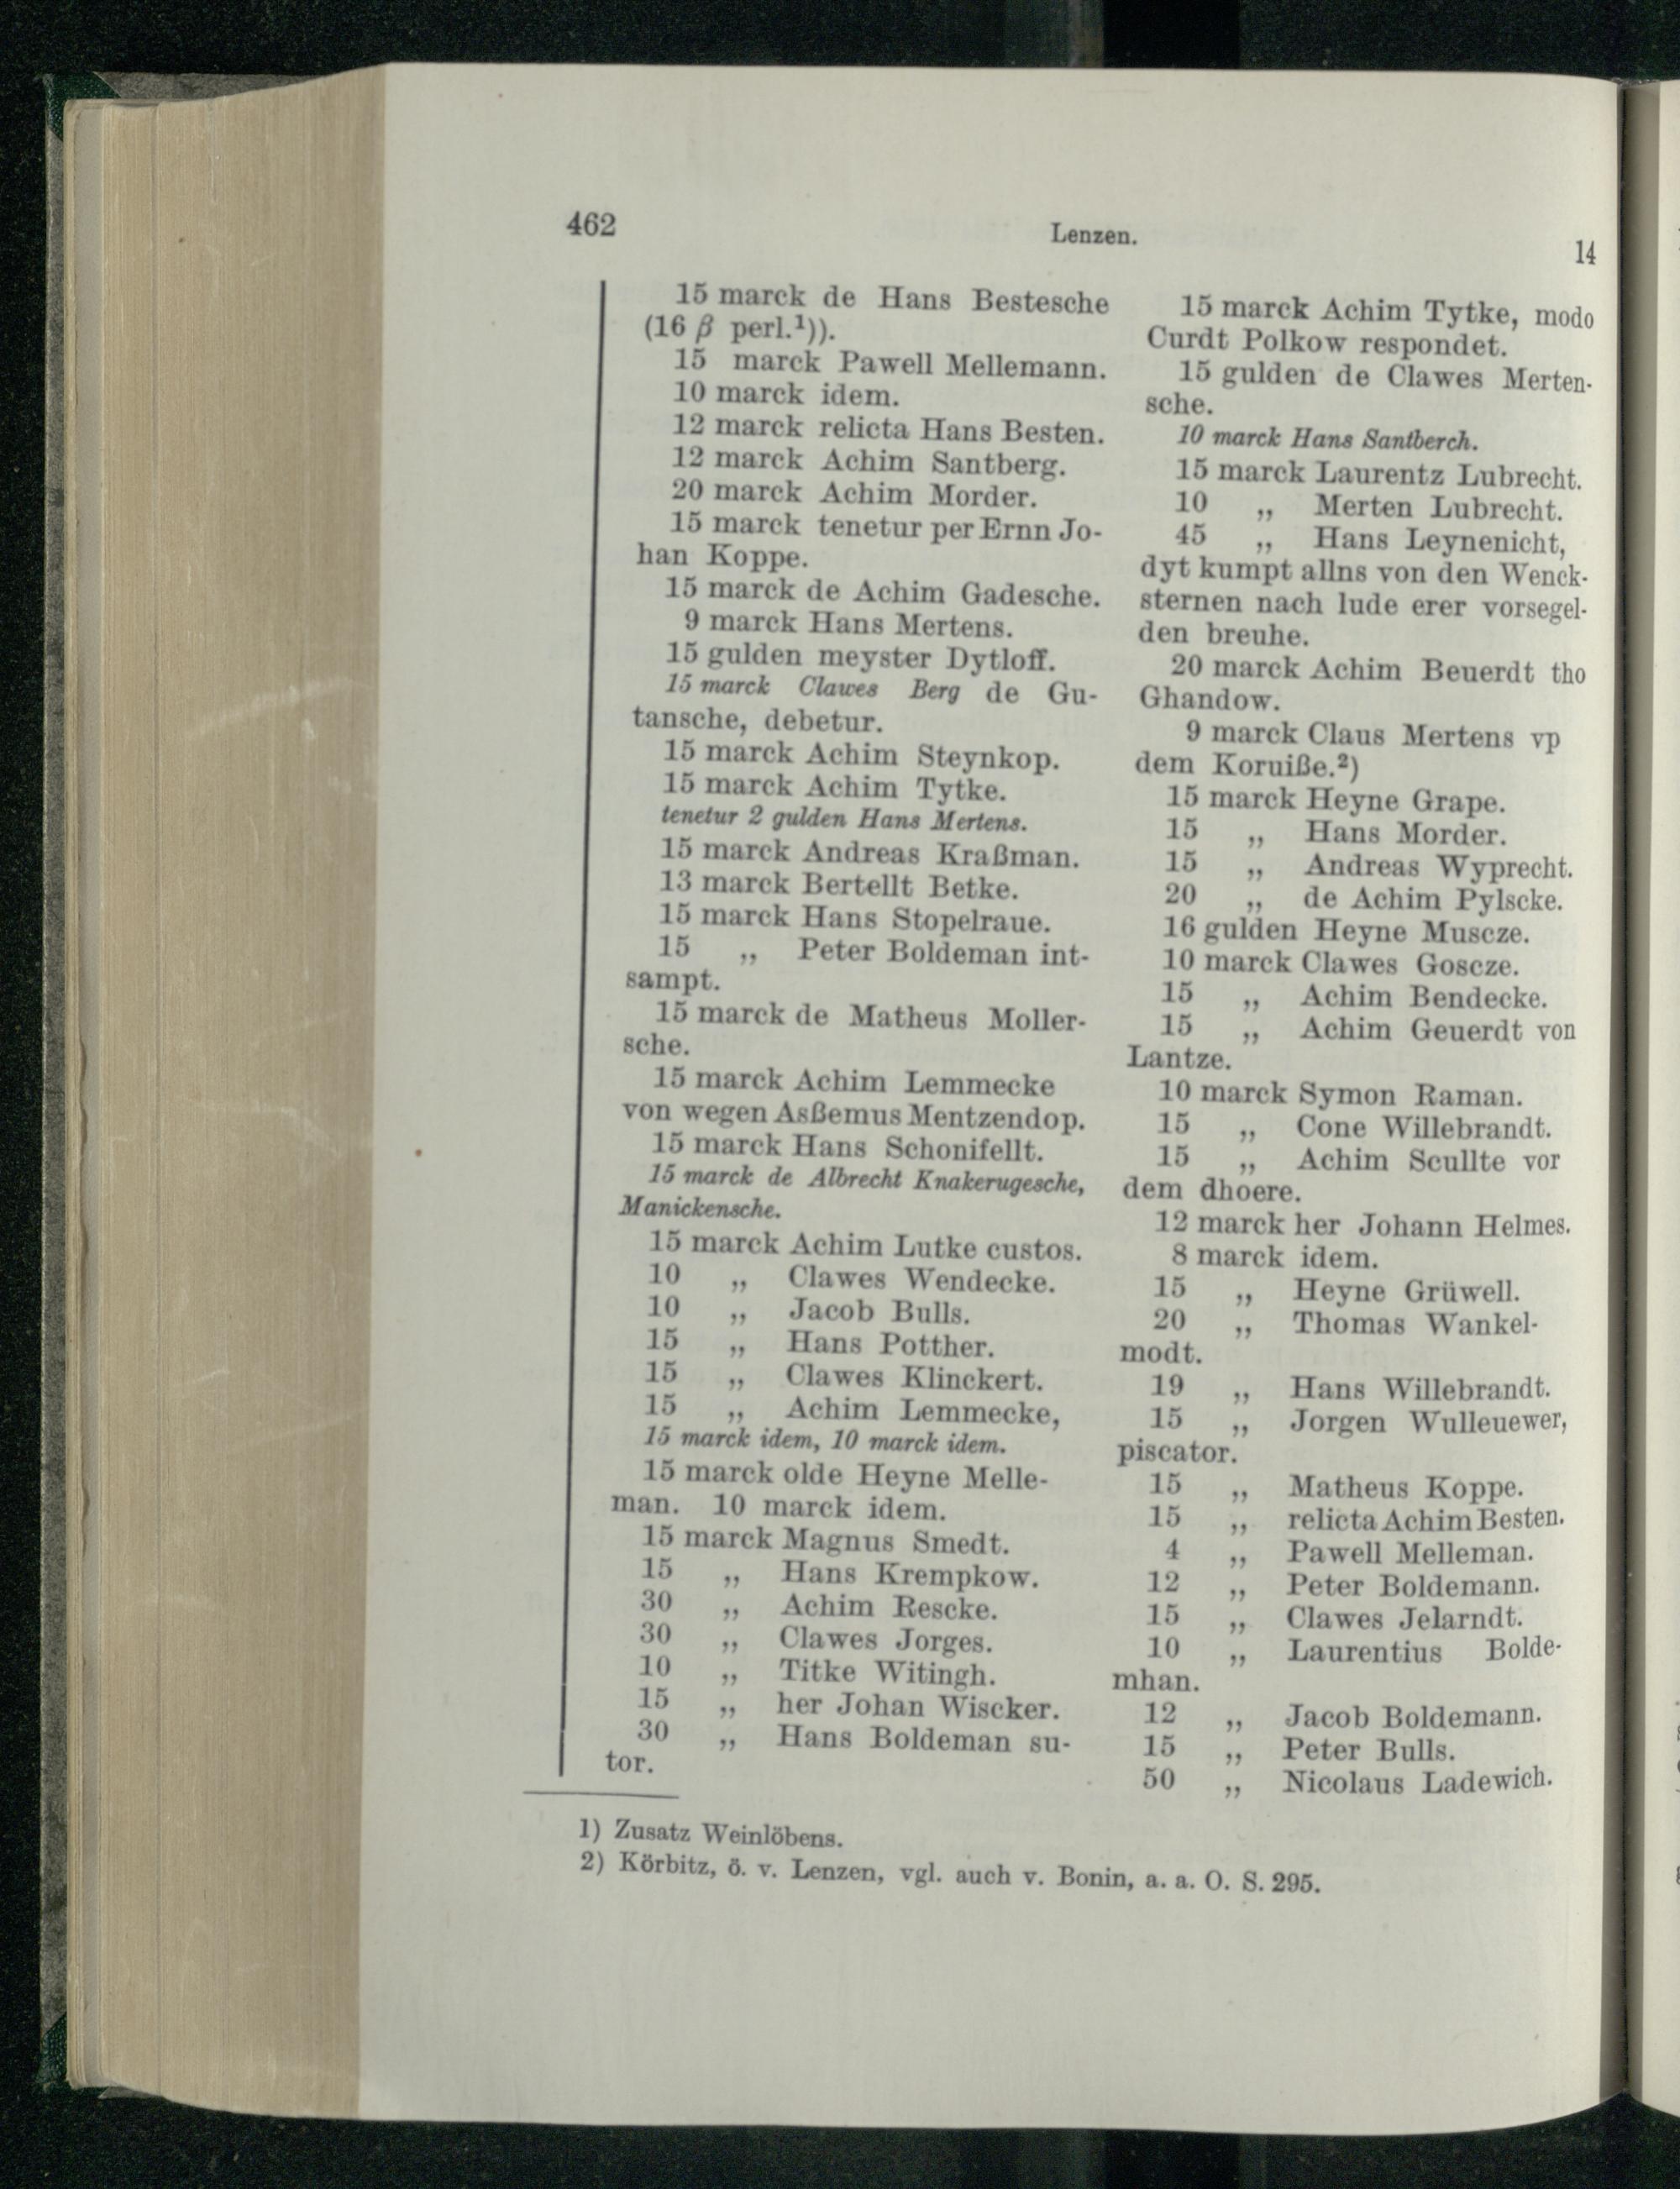 462
Lenzen.
14
15 marck de Hans Bestesche
(16 β perl.¹)).
15 marck Pawell Mellemann.
10 marck idem.
12 marck relicta Hans Besten.
12 marck Achim Santberg.
20 marck Achim Morder.
15 marck tenetur per Ernn Jo-
han Koppe.
15 marck de Achim Gadesche.
9 marck Hans Mertens.
15 gulden meyster Dytloff.
15 marck Clawes Berg de Gu-
tansche, debetur.
15 marck Achim Steynkop.
15 marck Achim Tytke.
tenetur 2 gulden Hans Mertens.
15 marck Andreas Kraßman.
13 marck Bertellt Betke.
15 marck Hans Stopelraue.
15 „ Peter Boldeman int-
sampt.
15 marck de Matheus Moller-
sche.
15 marck Achim Lemmecke
von wegen Asßemus Mentzendop.
15 marck Hans Schonifellt.
15 marck de Albrecht Knakerugesche,
Manickensche.
15 marck Achim Lutke custos.
10 „ Clawes Wendecke.
10 „ Jacob Bulls.
15 „ Hans Potther.
15 „ Clawes Klinckert.
15 „ Achim Lemmecke,
15 marck idem, 10 marck idem.
15 marck olde Heyne Melle-
man. 10 marck idem.
15 marck Magnus Smedt.
15 „ Hans Krempkow.
30 „ Achim Rescke.
30 „ Clawes Jorges.
10 „ Titke Witingh.
15 „ her Johan Wiscker.
30 „ Hans Boldeman su-
tor.
15 marck Achim Tytke, modo
Curdt Polkow respondet.
15 gulden de Clawes Merten-
sche.
10 marck Hans Santberch.
15 marck Laurentz Lubrecht.
10 „ Merten Lubrecht.
45 „ Hans Leynenicht,
dyt kumpt allns von den Wenck-
sternen nach lude erer vorsegel-
den breuhe.
20 marck Achim Beuerdt tho
Ghandow.
9 marck Claus Mertens vp
dem Koruiße.²)
15 marck Heyne Grape.
15 „ Hans Morder.
15 „ Andreas Wyprecht.
20 „ de Achim Pylscke.
16 gulden Heyne Muscze.
10 marck Clawes Goscze.
15 „ Achim Bendecke.
15 „ Achim Geuerdt von
Lantze.
10 marck Symon Raman.
15 „ Cone Willebrandt.
15 „ Achim Scullte vor
dem dhoere.
12 marck her Johann Helmes.
8 marck idem.
15 „ Heyne Grüwell.
20 „ Thomas Wankel-
modt.
19 „ Hans Willebrandt.
15 „ Jorgen Wulleuewer,
piscator.
15 „ Matheus Koppe.
15 „ relicta Achim Besten.
4 „ Pawell Melleman.
12 „ Peter Boldemann.
15 „ Clawes Jelarndt.
10 „ Laurentius Bolde-
mhan.
12 „ Jacob Boldemann.
15 „ Peter Bulls.
50 „ Nicolaus Ladewich.
1) Zusatz Weinlöbens.
2) Körbitz, ö. v. Lenzen, vgl. auch v. Bonin, a. a. O. S. 295.